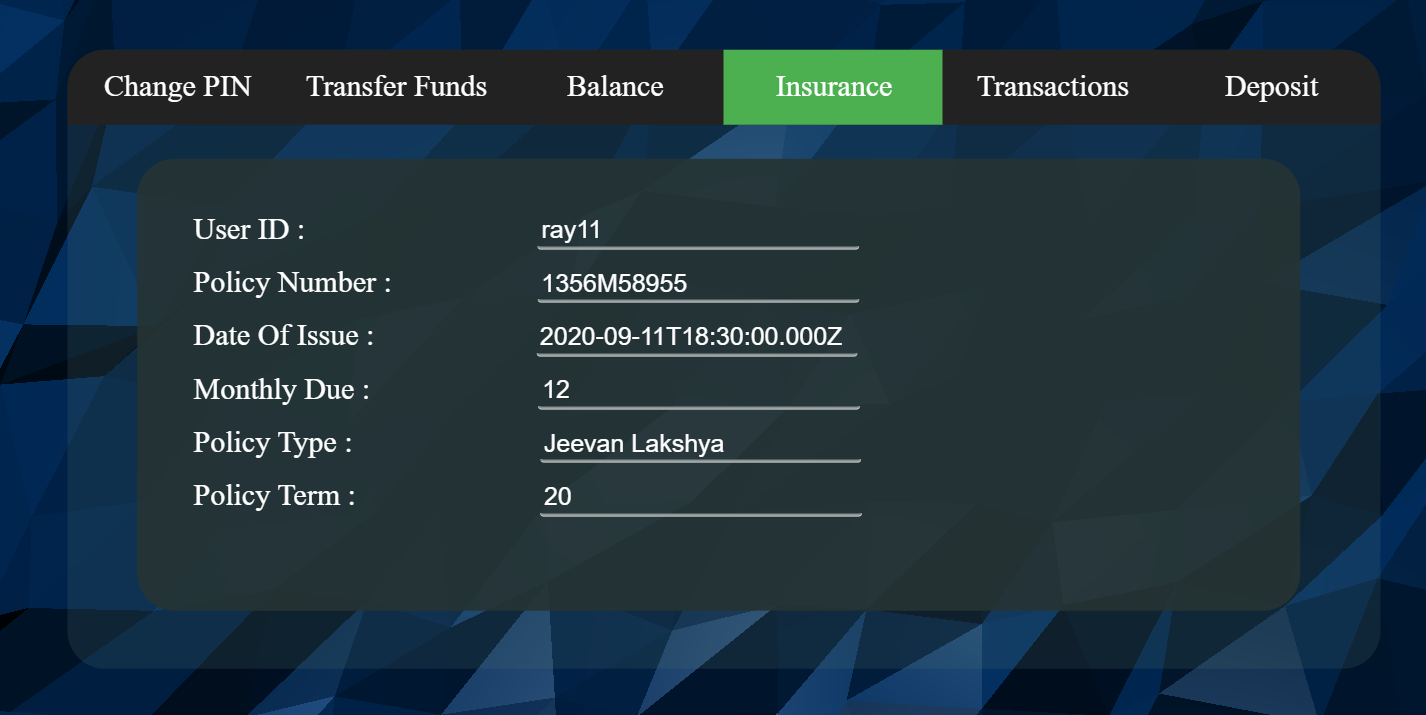 Change PIN Transfer Funds Balance Insurance Transactions Deposit
User ID : ray11
Policy Number : 1356M58955
Date Of Issue : 2020-09-11T18:30:00.000Z
Monthly Due : 12
Policy Type : Jeevan Lakshya
Policy Term : 20